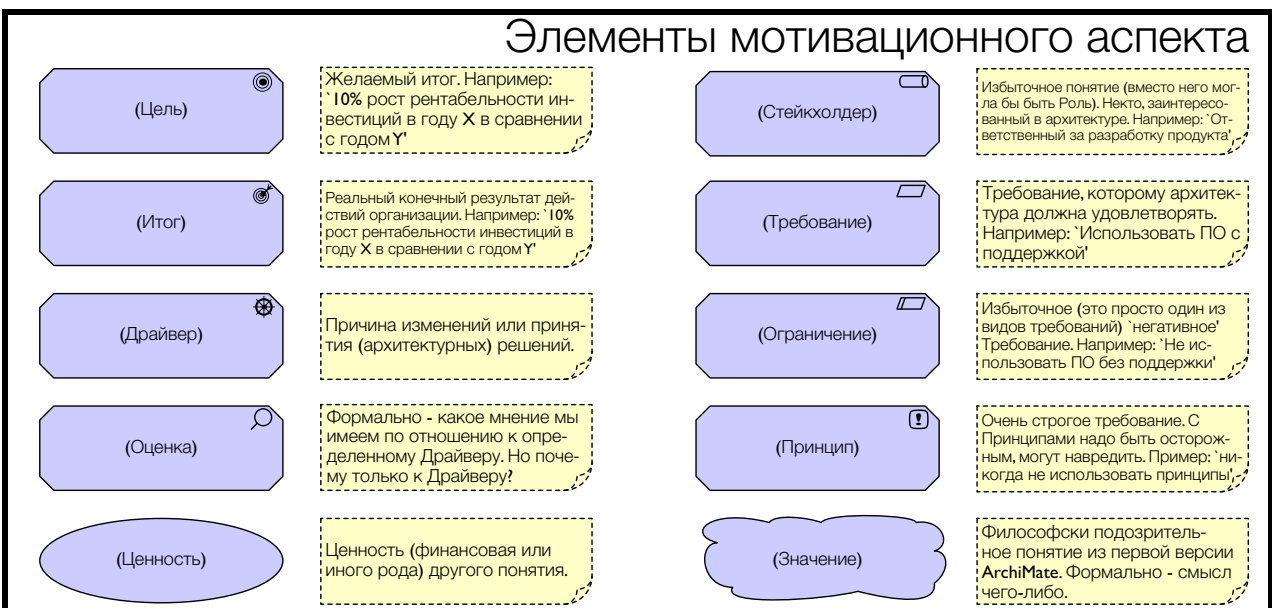 Элементы мотивационного аспекта
(Цель)
Желаемый итог. Например:
`10% рост рентабельности ин-
вестиций в году X в сравнении
с годом Y'
(Стейкхолдер)
Избыточное понятие (вместо него мог-
ла бы быть Роль). Некто, заинтересо-
ванный в архитектуре. Например: `От-
ветственный за разработку продукта'
(Итог)
Реальный конечный результат дей-
ствий организации. Например: `10%
рост рентабельности инвестиций в
году X в сравнении с годом Y'
(Требование)
Требование, которому архитек-
тура должна удовлетворять.
Например: `Использовать ПО с
поддержкой'
(Драйвер)
Причина изменений или приня-
тия (архитектурных) решений.
(Ограничение)
Избыточное (это просто один из
видов требований) `негативное'
Требование. Например: `Не ис-
пользовать ПО без поддержки'
(Оценка)
Формально - какое мнение мы
имеем по отношению к опре-
деленному Драйверу. Но поче-
му только к Драйверу?
(Принцип)
Очень строгое требование. С
Принципами надо быть осторож-
ным, могут навредить. Пример: `ни-
когда не использовать принципы'
(Ценность)
Ценность (финансовая или
иного рода) другого понятия.
(Значение)
Философски подозритель-
ное понятие из первой версии
ArchiMate. Формально - смысл
чего-либо.